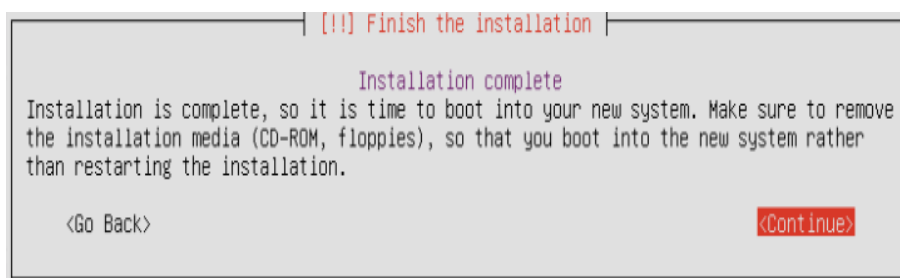 [!!] Finish the installation
Installation complete
Installation is complete, so it is time to boot into your new system. Make sure to remove
the installation media (CD-ROM, floppies), so that you boot into the new system rather
than restarting the installation.
<Go Back> <Continue>